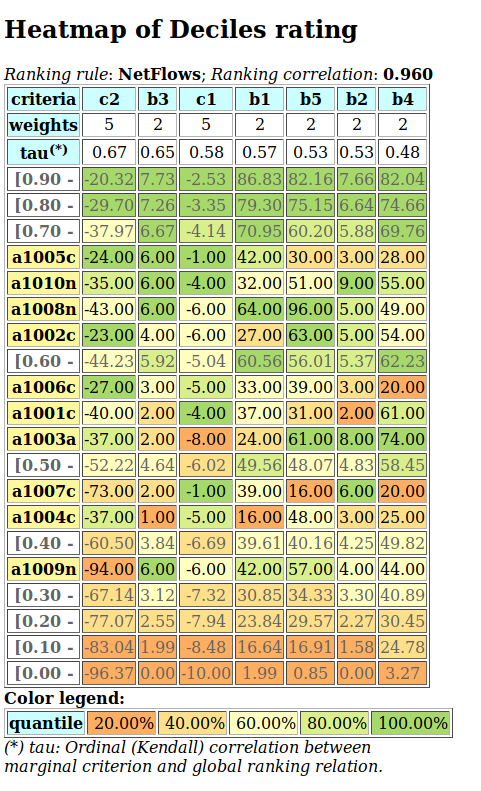 Heatmap of Deciles rating
Ranking rule: NetFlows; Ranking correlation: 0.960
criteria c2 b3 c1 b1 b5 b2 b4
weights 5 2 5 2 2 2 2
tau(*) 0.67 0.65 0.58 0.57 0.53 0.53 0.48
[0.90 - -20.32 7.73 -2.53 86.83 82.16 7.66 82.04
[0.80 - -29.70 7.26 -3.35 79.30 75.15 6.64 74.66
[0.70 - -37.97 6.67 -4.14 70.95 60.20 5.88 69.76
a1005c -24.00 6.00 -1.00 42.00 30.00 3.00 28.00
a1010n -35.00 6.00 -4.00 32.00 51.00 9.00 55.00
a1008n -43.00 6.00 -6.00 64.00 96.00 5.00 49.00
a1002c -23.00 4.00 -6.00 27.00 63.00 5.00 54.00
[0.60 - -44.23 5.92 -5.04 60.56 56.01 5.37 62.23
a1006c -27.00 3.00 -5.00 33.00 39.00 3.00 20.00
a1001c -40.00 2.00 -4.00 37.00 31.00 2.00 61.00
a1003a -37.00 2.00 -8.00 24.00 61.00 8.00 74.00
[0.50 - -52.22 4.64 -6.02 49.56 48.07 4.83 58.45
a1007c -73.00 2.00 -1.00 39.00 16.00 6.00 20.00
a1004c -37.00 1.00 -5.00 16.00 48.00 3.00 25.00
[0.40 - -60.50 3.84 -6.69 39.61 40.16 4.25 49.82
a1009n -94.00 6.00 -6.00 42.00 57.00 4.00 44.00
[0.30 - -67.14 3.12 -7.32 30.85 34.33 3.30 40.89
[0.20 - -77.07 2.55 -7.94 23.84 29.57 2.27 30.45
[0.10 - -83.04 1.99 -8.48 16.64 16.91 1.58 24.78
[0.00 - -96.37 0.00 -10.00 1.99 0.85 0.00 3.27
Color legend:
quantile 20.00% 40.00% 60.00% 80.00% 100.00%
(*) tau: Ordinal (Kendall) correlation between
marginal criterion and global ranking relation.